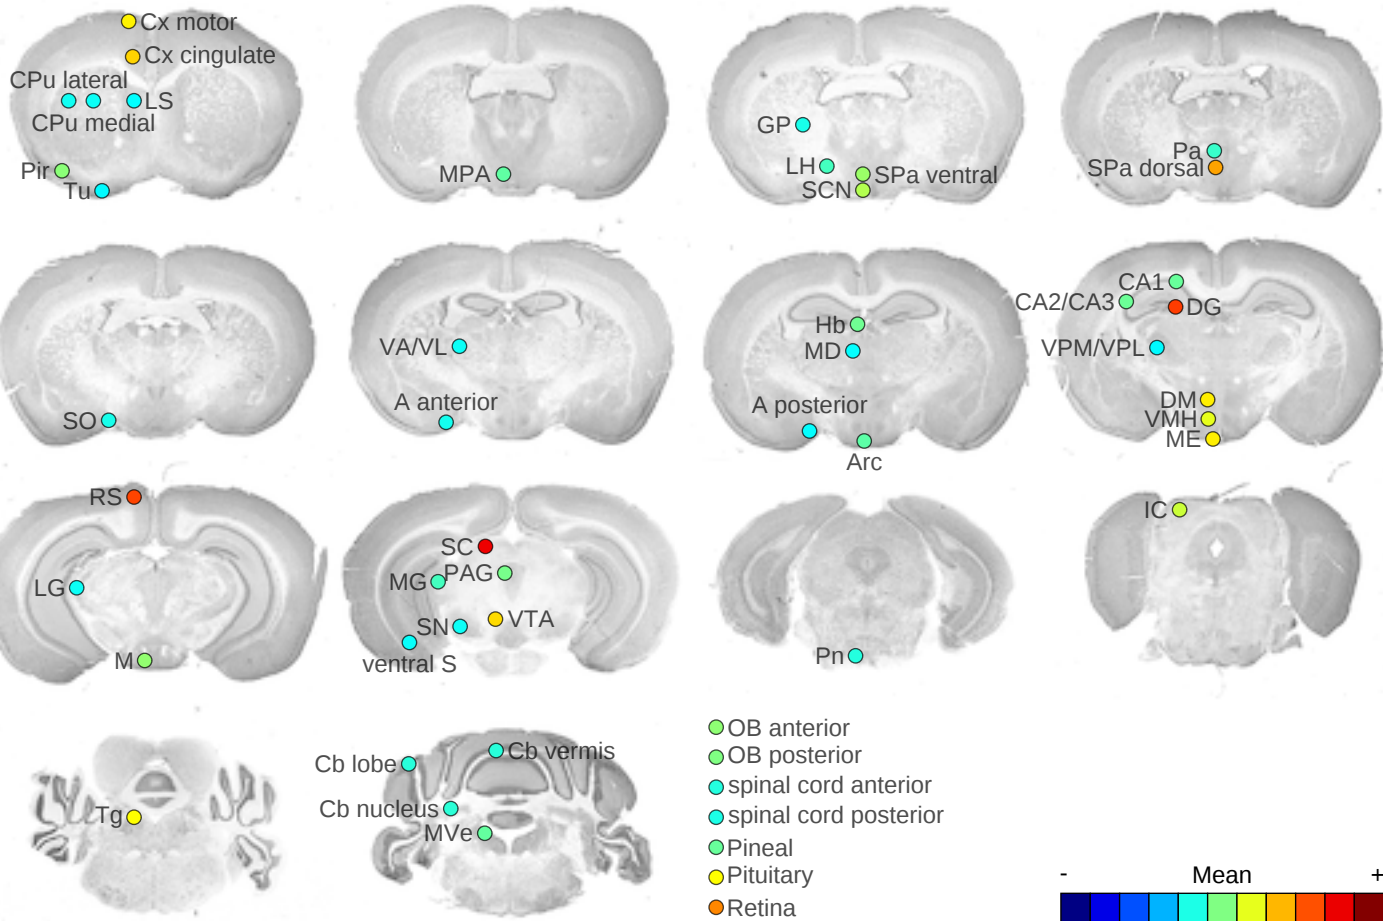 Cx motor
Cx cingulate
CPu lateral
LS
CPu medial
Pir
Tu
MPA
GP
LH
SPa ventral
SCN
Pa
SPa dorsal
SO
VA/VL
A anterior
Hb
MD
A posterior
Arc
CA1
CA2/CA3
DG
VPM/VPL
DM
VMH
ME
RS
LG
M
SC
PAG
MG
VTA
SN
ventral S
Pn
IC
Tg
Cb vermis
Cb lobe
Cb nucleus
MVe
OB anterior
OB posterior
spinal cord anterior
spinal cord posterior
Pineal
Pituitary
Retina
- Mean +